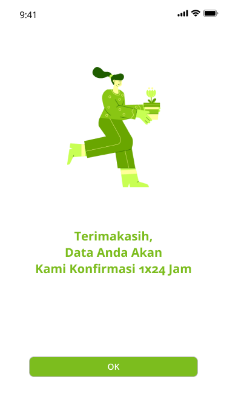 9:41
Terimakasih,
Data Anda Akan
Kami Konfirmasi 1x24 Jam
OK